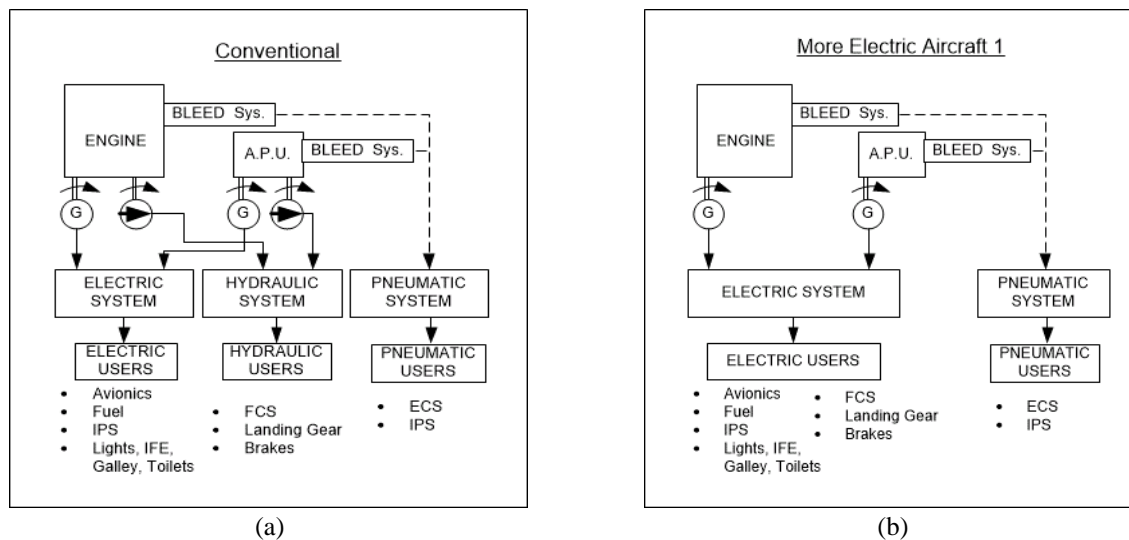 Conventional
BLEED Sys.
ENGINE
A.P.U.
BLEED Sys.
G
G
ELECTRIC
SYSTEM
HYDRAULIC
SYSTEM
PNEUMATIC
SYSTEM
ELECTRIC
USERS
HYDRAULIC
USERS
PNEUMATIC
USERS
• Avionics
• Fuel
• IPS
• Lights, IFE,
Galley, Toilets
• FCS
• Landing Gear
• Brakes
• ECS
• IPS
(a)
More Electric Aircraft 1
BLEED Sys.
ENGINE
A.P.U.
BLEED Sys.
G
G
ELECTRIC SYSTEM
PNEUMATIC
SYSTEM
ELECTRIC USERS
PNEUMATIC
USERS
• Avionics
• Fuel
• IPS
• Lights, IFE,
Galley, Toilets
• FCS
• Landing Gear
• Brakes
• ECS
• IPS
(b)